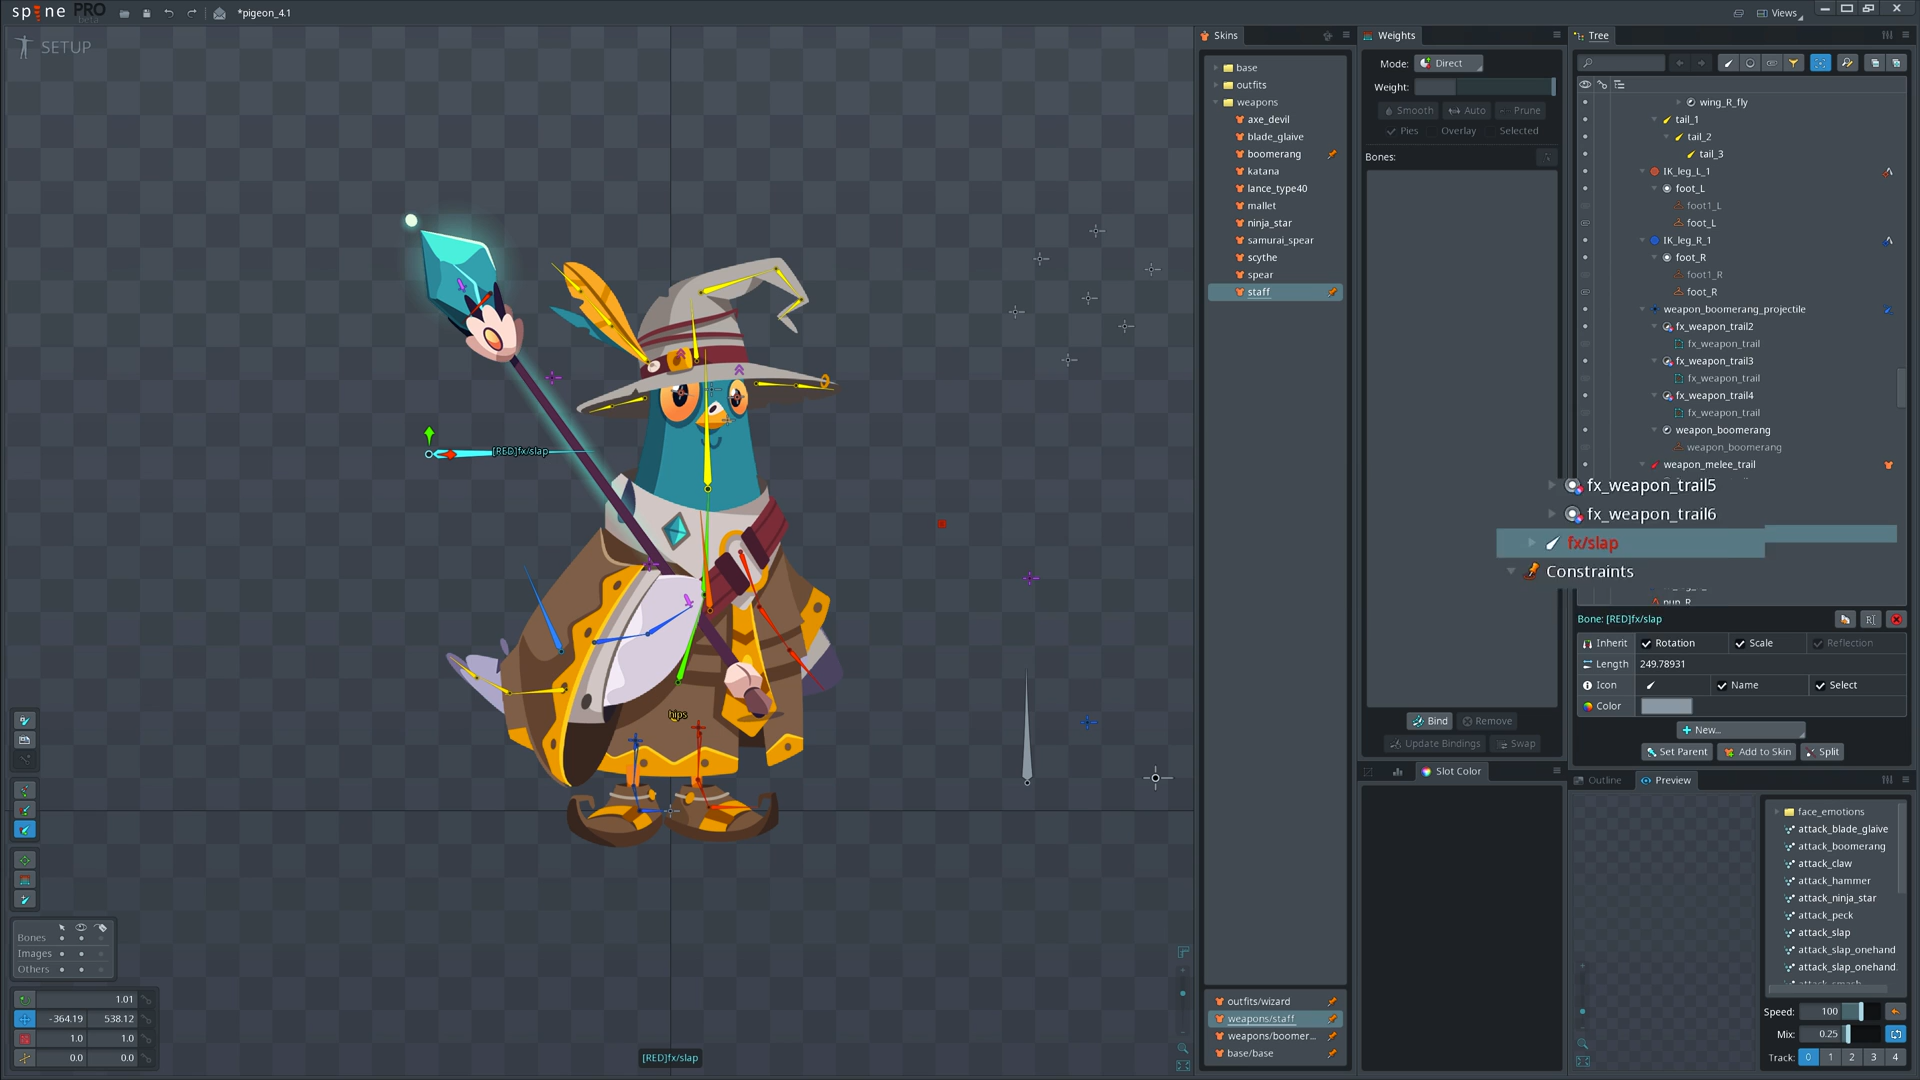 spine PRO
beta
*pigeon_4.1
Views
SETUP
[RED]fx/slap
hips
Bones
Images
Others
1.01
-364.19 538.12
1.0 1.0
0.0 0.0
[RED]fx/slap
Skins
base
outfits
weapons
axe_devil
blade_glaive
boomerang
katana
lance_type40
mallet
ninja_star
samurai_spear
scythe
spear
staff
outfits/wizard
weapons/staff
weapons/boomer...
base/base
Weights
Mode: Direct
Weight:
Smooth Auto Prune
Pies Overlay Selected
Bones:
Bind Remove
Update Bindings Swap
Slot Color
Tree
wing_R_fly
tail_1
tail_2
tail_3
IK_leg_L_1
foot_L
foot1_L
foot_L
IK_leg_R_1
foot_R
foot1_R
foot_R
weapon_boomerang_projectile
fx_weapon_trail2
fx_weapon_trail
fx_weapon_trail3
fx_weapon_trail
fx_weapon_trail4
fx_weapon_trail
weapon_boomerang
weapon_boomerang
weapon_melee_trail
fx_weapon_trail5
fx_weapon_trail6
fx/slap
Constraints
pup_R
Bone: [RED]fx/slap
Inherit Rotation Scale Reflection
Length 249.78931
Icon Name Select
Color
New...
Set Parent Add to Skin Split
Outline Preview
face_emotions
attack_blade_glaive
attack_boomerang
attack_claw
attack_hammer
attack_ninja_star
attack_peck
attack_slap
attack_slap_onehand
attack_slap_onehand
Speed: 100
Mix: 0.25
Track: 0 1 2 3 4